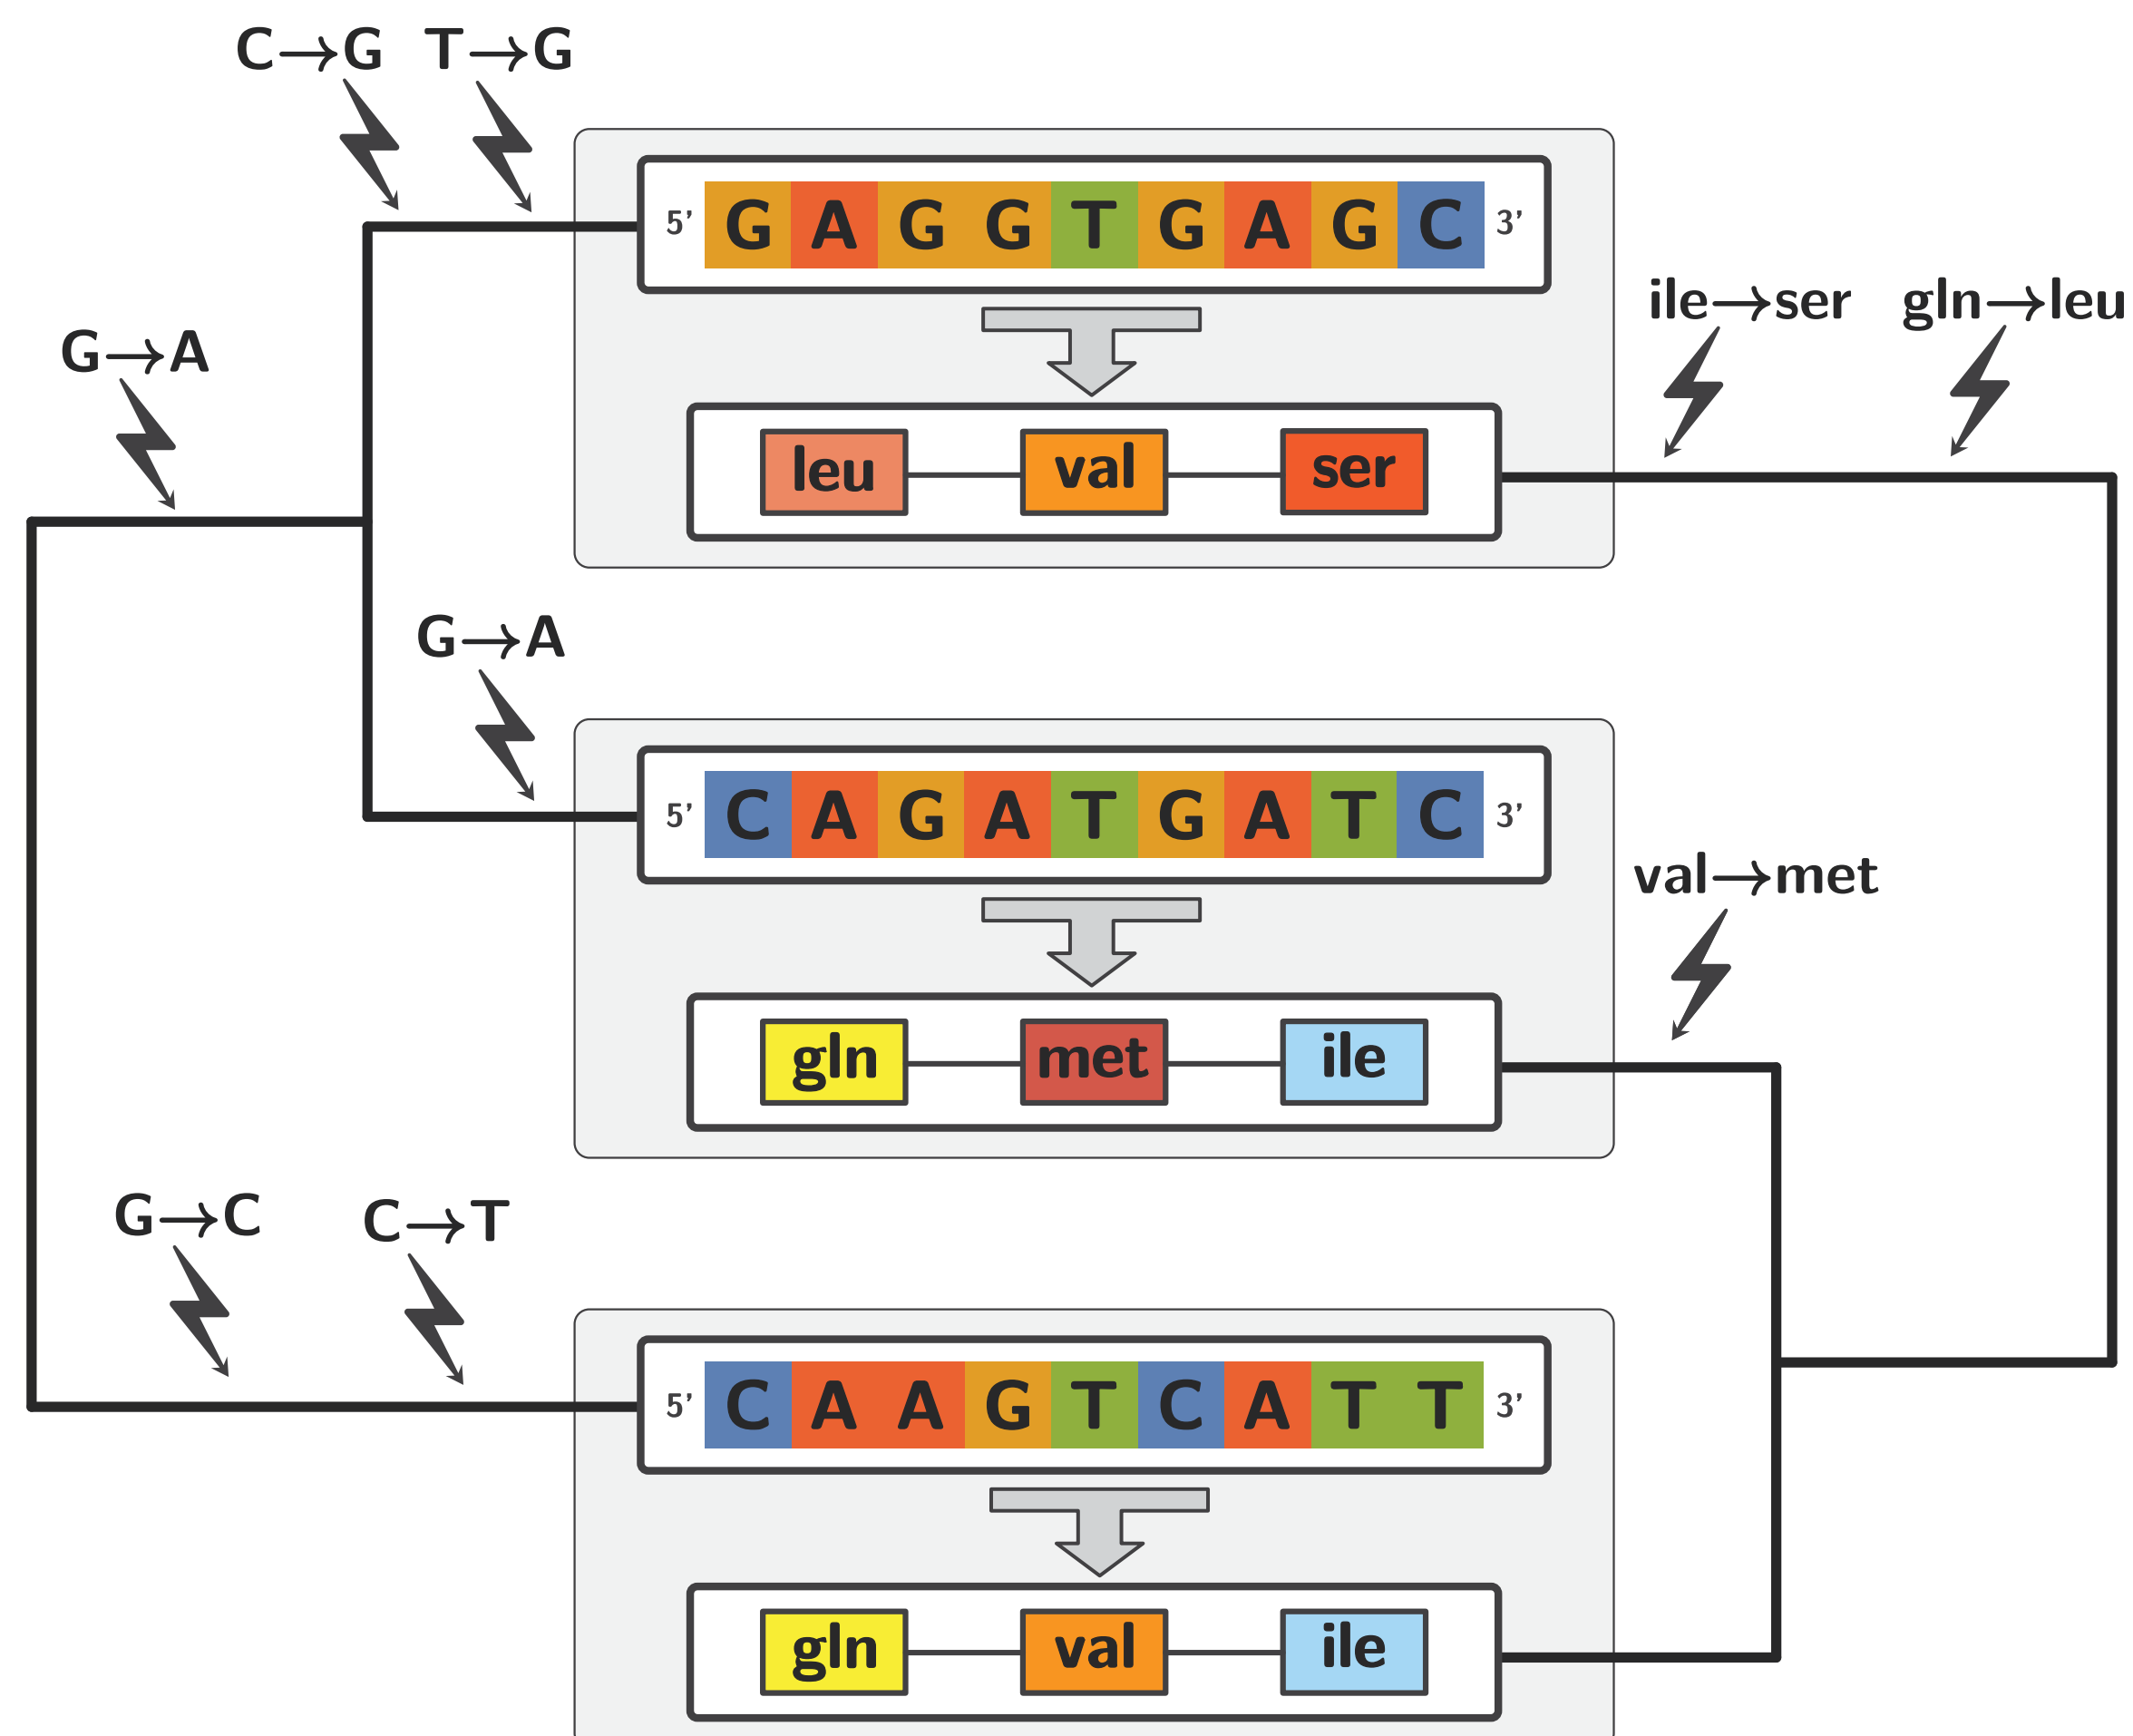 C→G T→G
5' G A G G T G A G C 3'
ile→ser gln→leu
G→A
leu val ser
G→A
5' C A G A T G A T C 3'
val→met
gln met ile
G→C C→T
5' C A A G T C A T T 3'
gln val ile